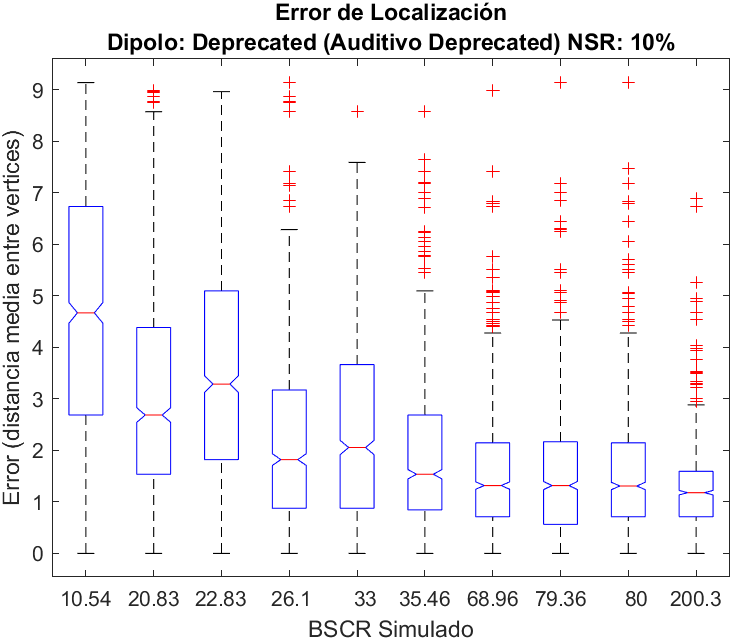 Error de Localización
Dipolo: Deprecated (Auditivo Deprecated) NSR: 10%
Error (distancia media entre vertices)
9
8
7
6
5
4
3
2
1
0
10.54 20.83 22.83 26.1 33 35.46 68.96 79.36 80 200.3
BSCR Simulado